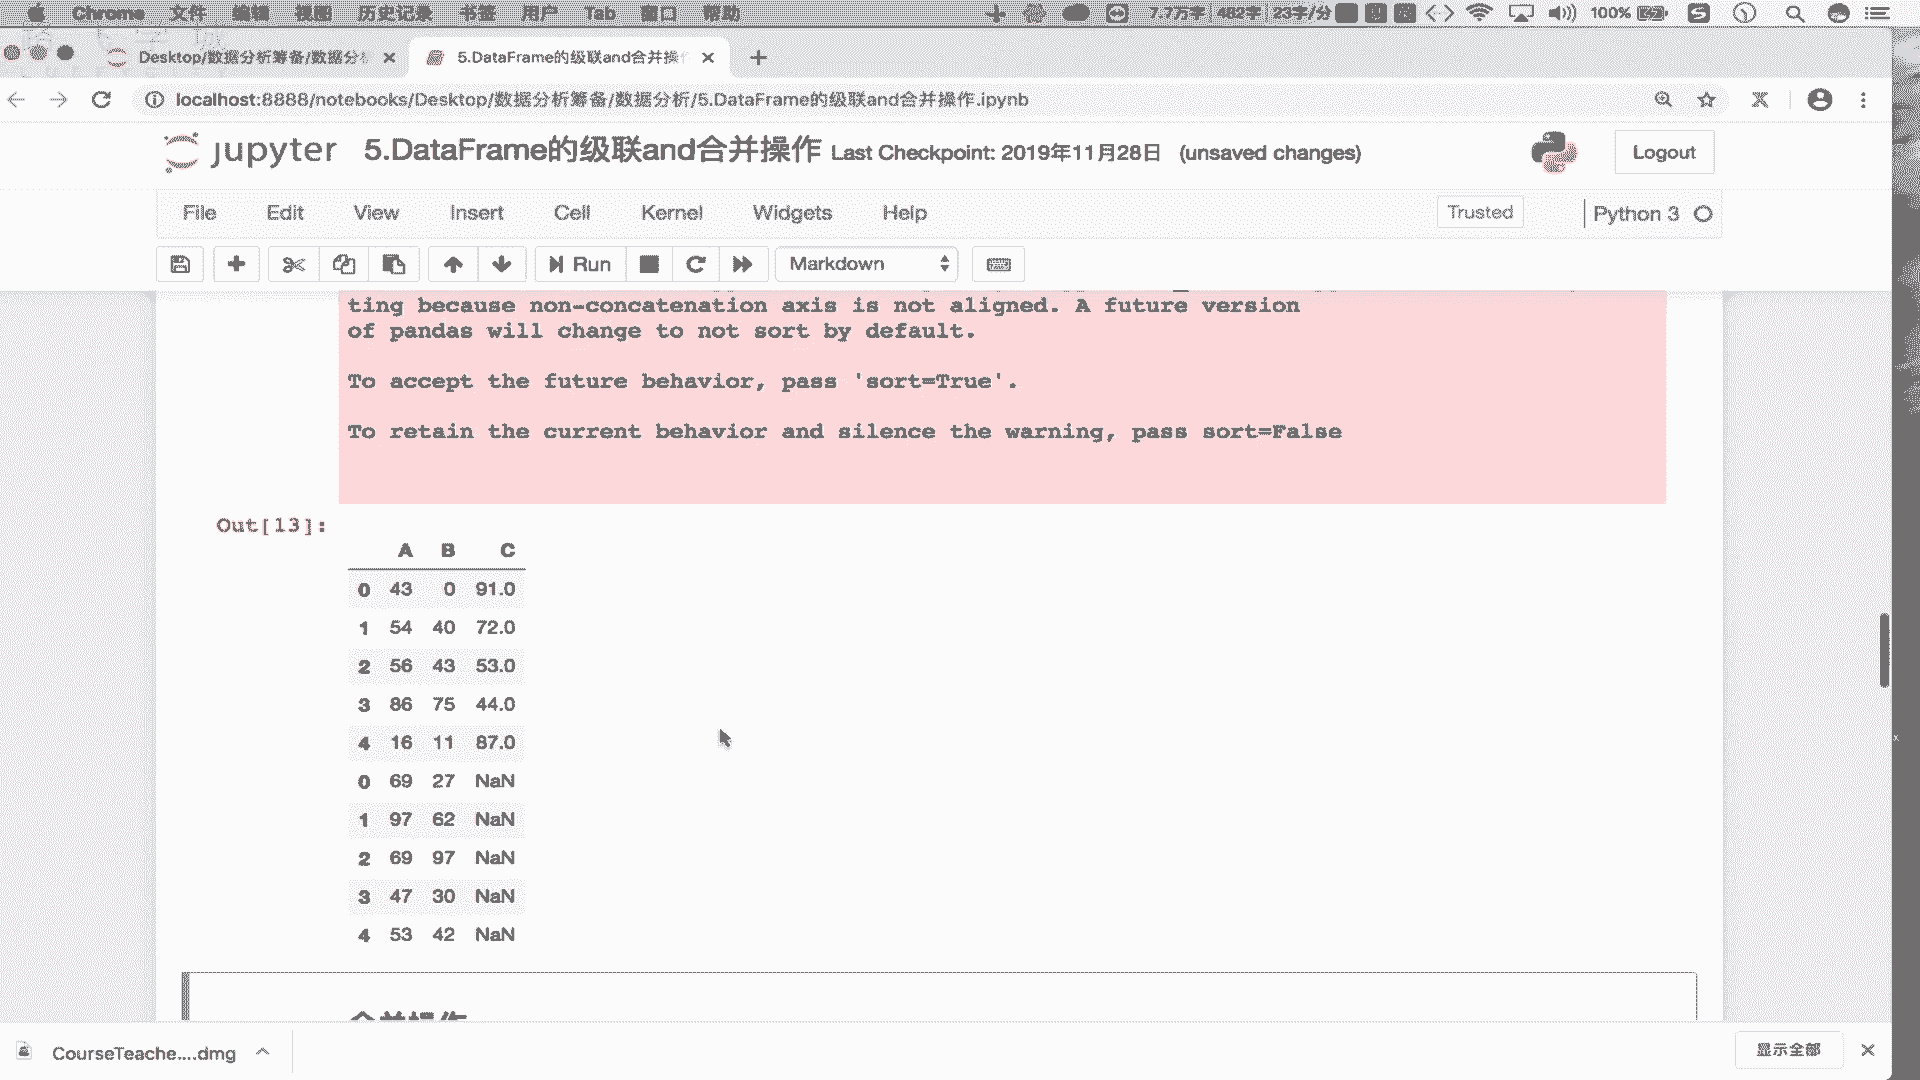 Chrome 文件 编辑 视图 历史记录 书签 用户 Tab 窗口 帮助 7.7万字 482字 23字/分 100%
Desktop/数据分析筹备/数据分 5.DataFrame的级联and合并操
localhost:8888/notebooks/Desktop/数据分析筹备/数据分析/5.DataFrame的级联and合并操作.ipynb
jupyter 5.DataFrame的级联and合并操作 Last Checkpoint: 2019年11月28日 (unsaved changes) Logout
File Edit View Insert Cell Kernel Widgets Help Trusted Python 3
Run Markdown
ting because non-concatenation axis is not aligned. A future version
of pandas will change to not sort by default.
To accept the future behavior, pass 'sort=True'.
To retain the current behavior and silence the warning, pass sort=False
Out[13]:
A B C
0 43 0 91.0
1 54 40 72.0
2 56 43 53.0
3 86 75 44.0
4 16 11 87.0
0 69 27 NaN
1 97 62 NaN
2 69 97 NaN
3 47 30 NaN
4 53 42 NaN
合并操作
CourseTeache....dmg 显示全部